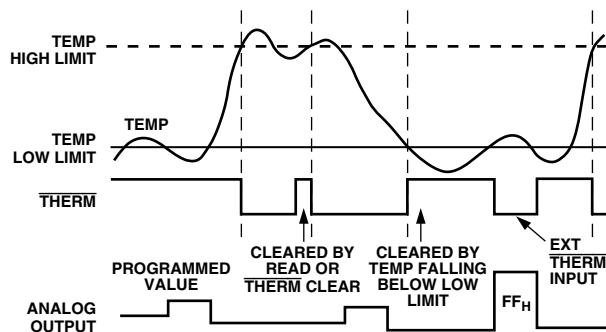 TEMP
HIGH LIMIT
TEMP
TEMP
LOW LIMIT
THERM
CLEARED BY
READ OR
THERM CLEAR
CLEARED BY
TEMP FALLING
BELOW LOW
LIMIT
EXT
THERM
INPUT
PROGRAMMED
VALUE
FFH
ANALOG
OUTPUT